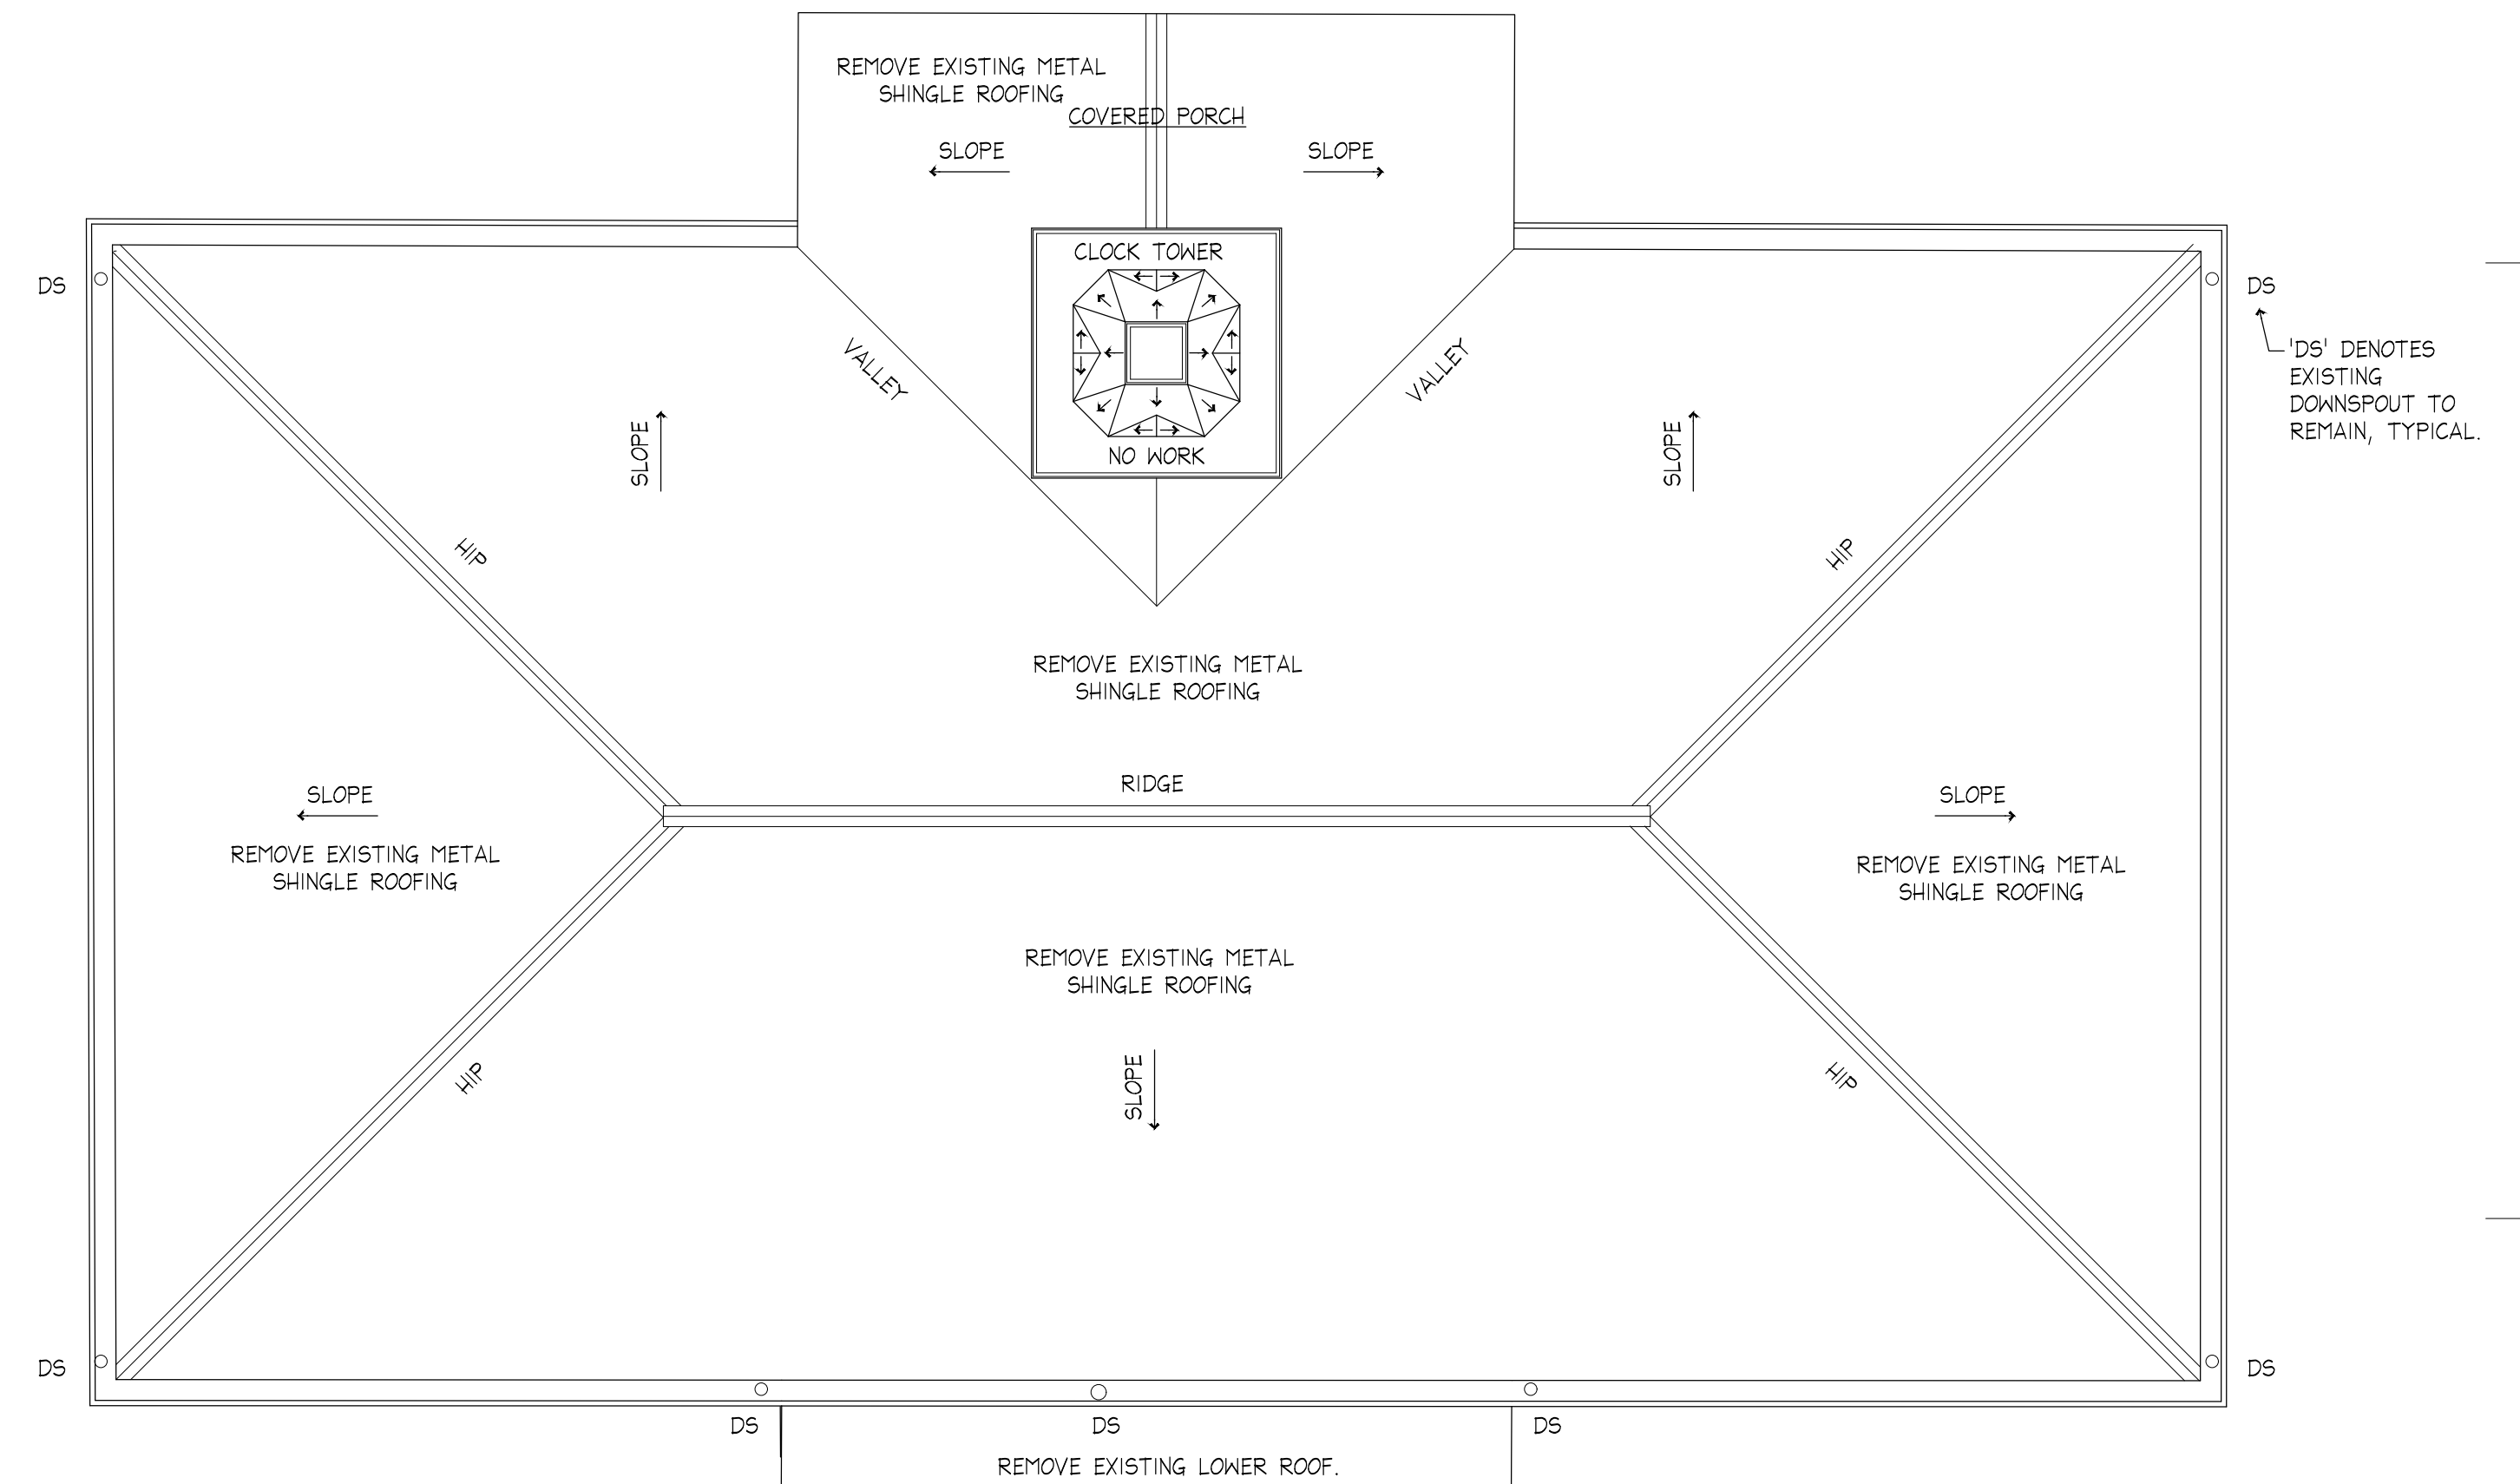 REMOVE EXISTING METAL
SHINGLE ROOFING
COVERED PORCH
SLOPE
SLOPE
CLOCK TOWER
NO WORK
DS
DS
'DS' DENOTES
EXISTING
DOWNSPOUT TO
REMAIN, TYPICAL.
VALLEY
VALLEY
SLOPE
SLOPE
HIP
HIP
REMOVE EXISTING METAL
SHINGLE ROOFING
RIDGE
SLOPE
REMOVE EXISTING METAL
SHINGLE ROOFING
SLOPE
REMOVE EXISTING METAL
SHINGLE ROOFING
REMOVE EXISTING METAL
SHINGLE ROOFING
SLOPE
HIP
HIP
DS
DS
DS
DS
DS
REMOVE EXISTING LOWER ROOF.